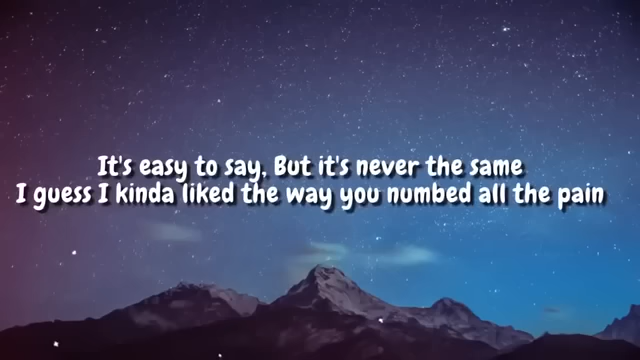 It's easy to say, But it's never the same
I guess I kinda liked the way you numbed all the pain